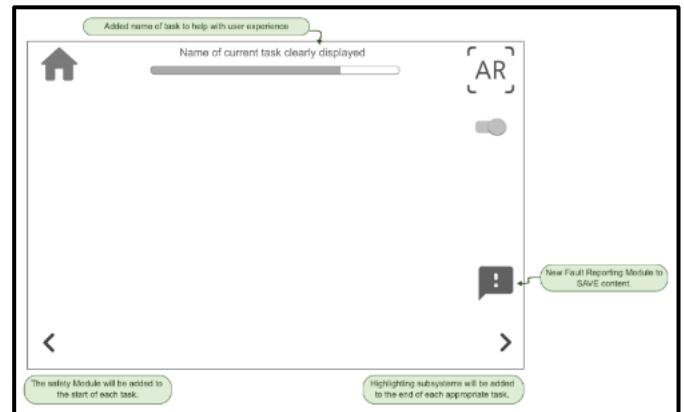 Added name of task to help with user experience
Name of current task clearly displayed
AR
New Fault Reporting Module to
SAVE content.
The safety Module will be added to
the start of each task.
Highlighting subsystems will be added
to the end of each appropriate task.